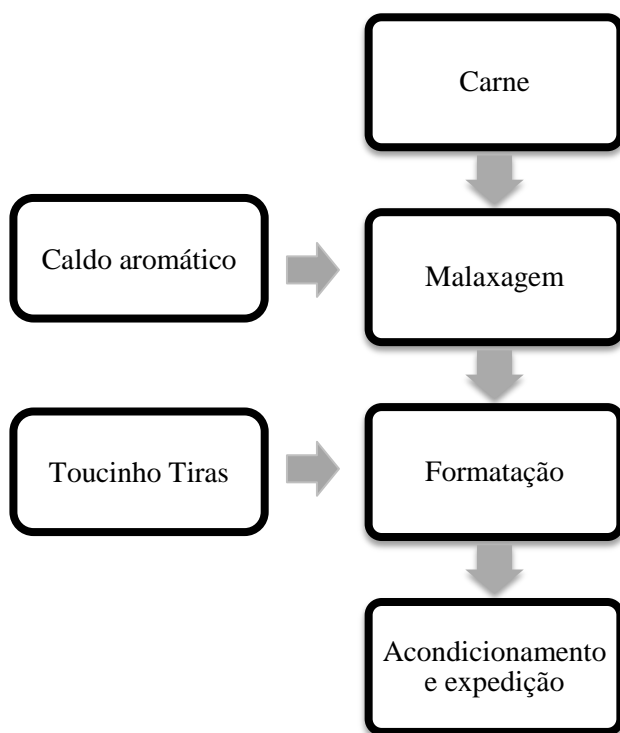 Carne
Caldo aromático
Malaxagem
Toucinho Tiras
Formatação
Acondicionamento
e expedição